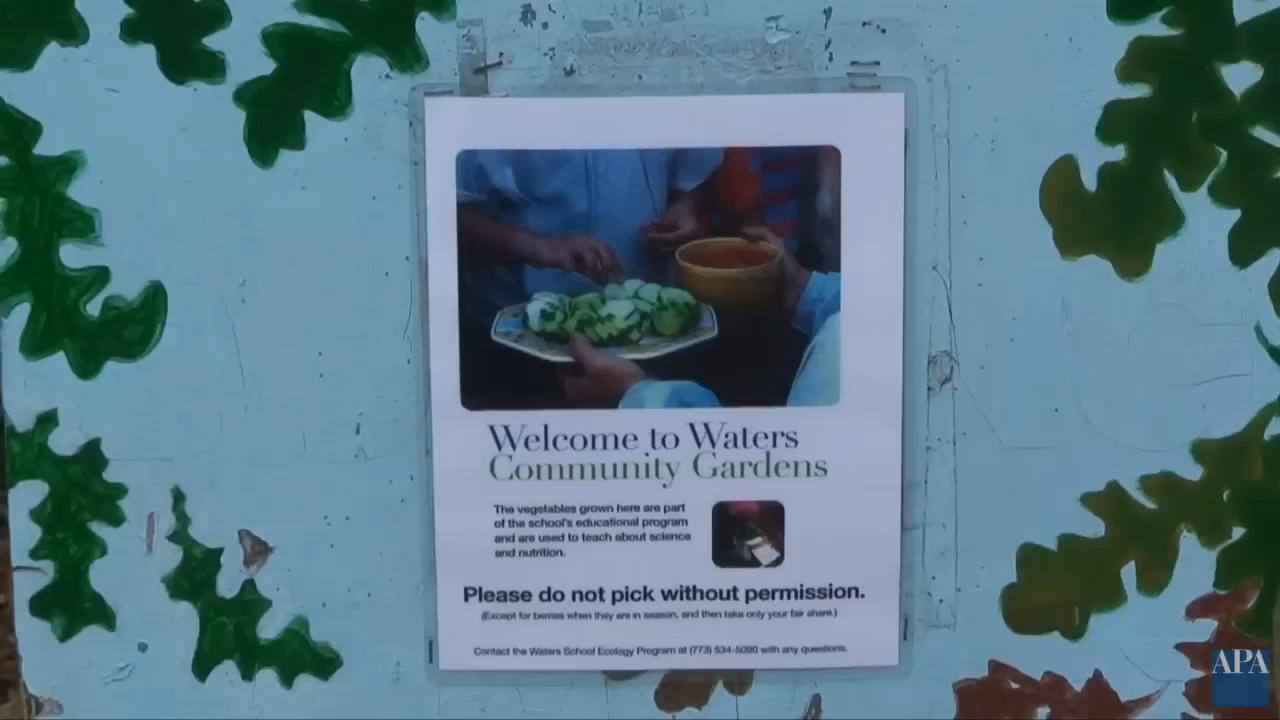 Welcome to Waters
Community Gardens
The vegetables grown here are part
of the school's educational program
and are used to teach about science
and nutrition.
Please do not pick without permission.
(Except for berries when they are in season, and then take only your fair share.)
Contact the Waters School Ecology Program at (773) 534-5090 with any questions.
APA